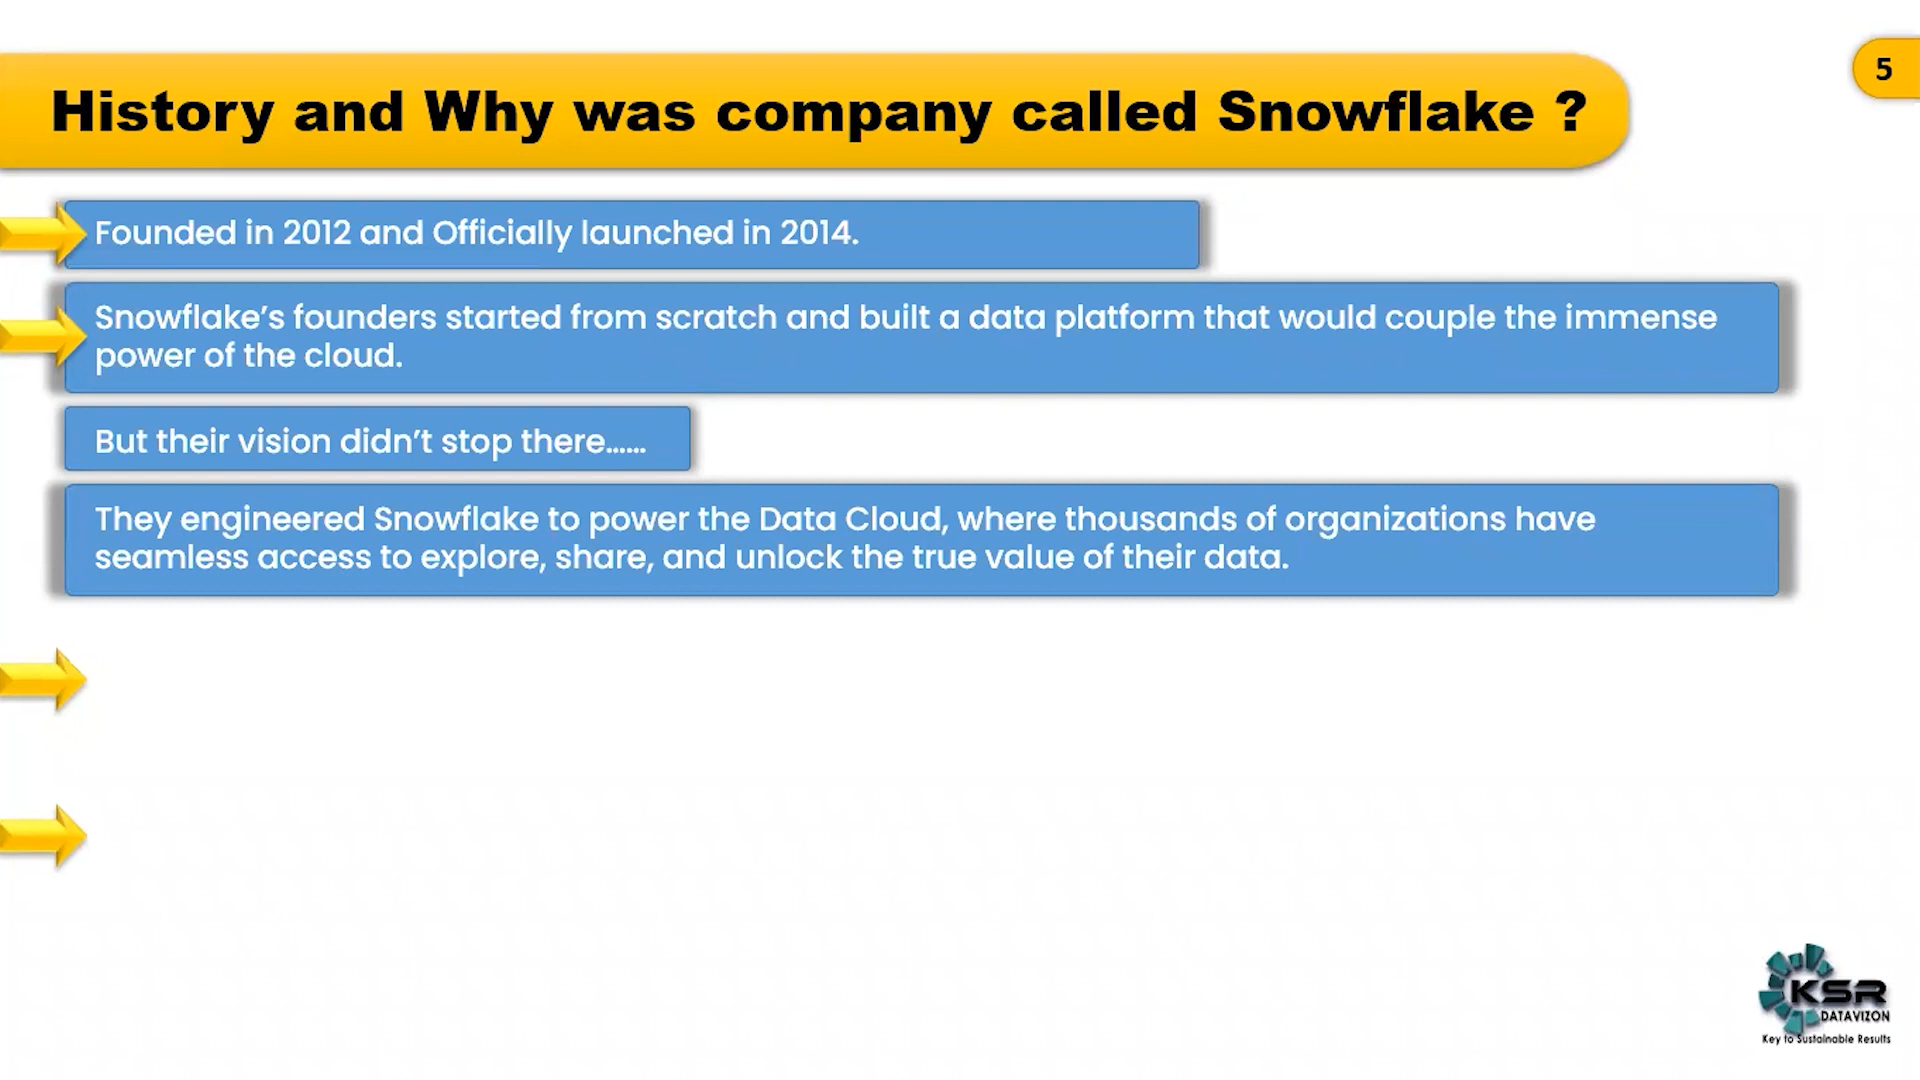 5
History and Why was company called Snowflake ?
Founded in 2012 and Officially launched in 2014.
Snowflake's founders started from scratch and built a data platform that would couple the immense
power of the cloud.
But their vision didn't stop there......
They engineered Snowflake to power the Data Cloud, where thousands of organizations have
seamless access to explore, share, and unlock the true value of their data.
KSR
DATAVIZON
Key to Sustainable Results